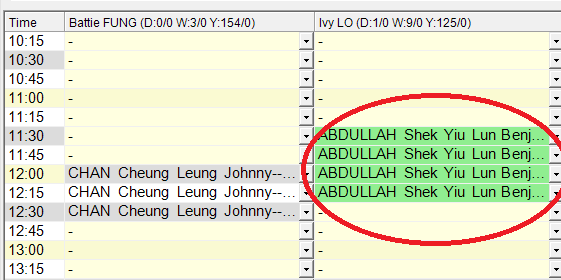 Time Battie FUNG (D:0/0 W:3/0 Y:154/0) Ivy LO (D:1/0 W:9/0 Y:125/0)
10:15 - -
10:30 - -
10:45 - -
11:00 - -
11:15 - -
11:30 - ABDULLAH Shek Yiu Lun Benj...
11:45 - ABDULLAH Shek Yiu Lun Benj...
12:00 CHAN Cheung Leung Johnny--... ABDULLAH Shek Yiu Lun Benj...
12:15 CHAN Cheung Leung Johnny--... ABDULLAH Shek Yiu Lun Benj...
12:30 CHAN Cheung Leung Johnny--... -
12:45 - -
13:00 - -
13:15 - -